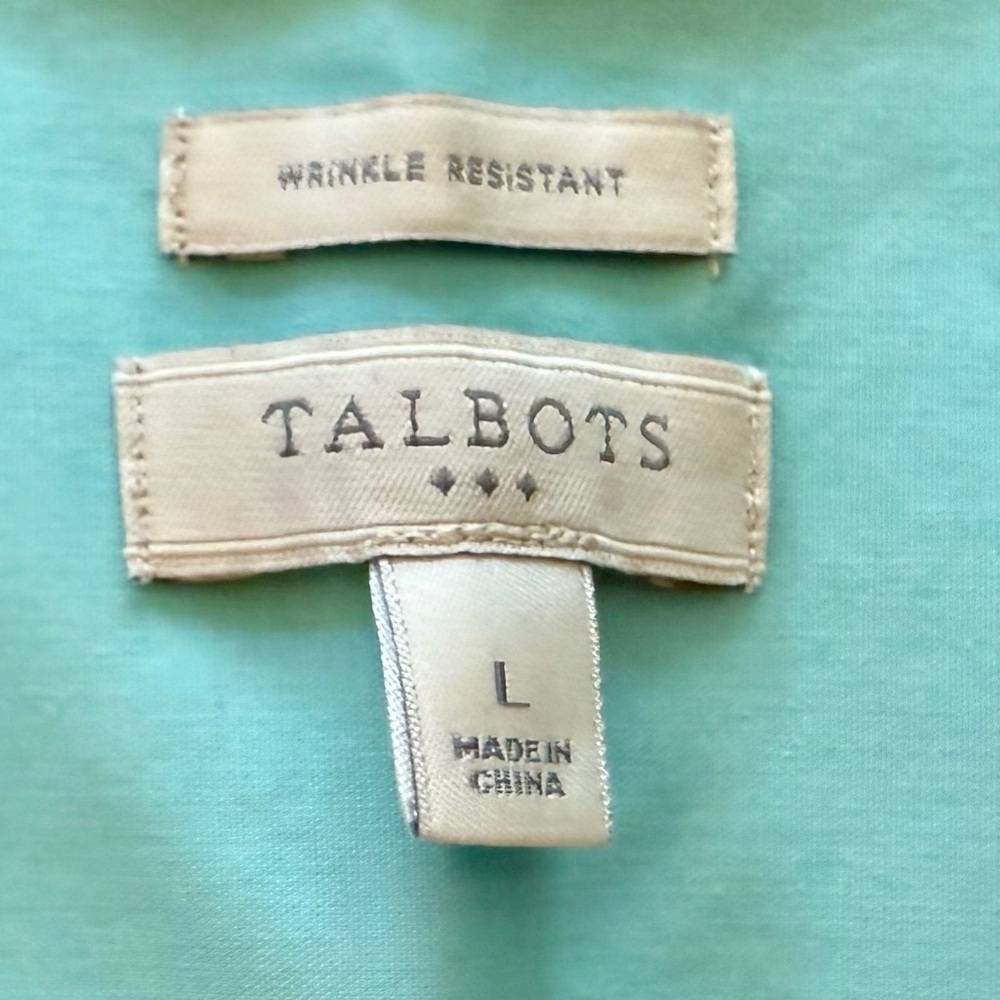 WRINKLE RESISTANT
TALBOTS
L
MADE IN
CHINA